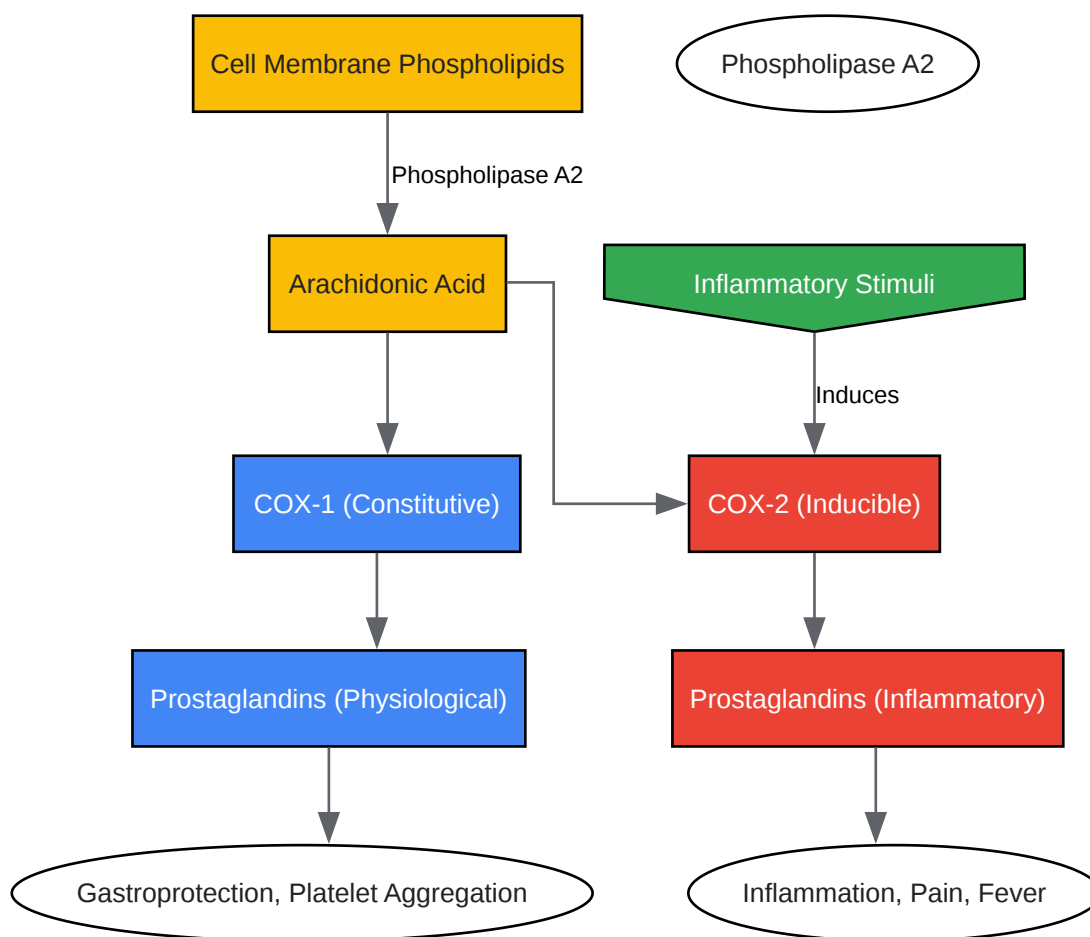 Cell Membrane Phospholipids
Phospholipase A2
Phospholipase A2
Arachidonic Acid
Inflammatory Stimuli
Induces
COX-1 (Constitutive)
COX-2 (Inducible)
Prostaglandins (Physiological)
Prostaglandins (Inflammatory)
Gastroprotection, Platelet Aggregation
Inflammation, Pain, Fever